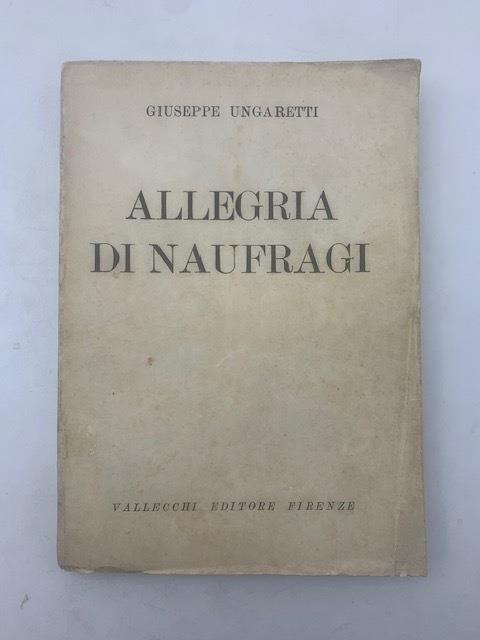 GIUSEPPE UNGARETTI
ALLEGRIA
DI NAUFRAGI
VALLECCHI EDITORE FIRENZE